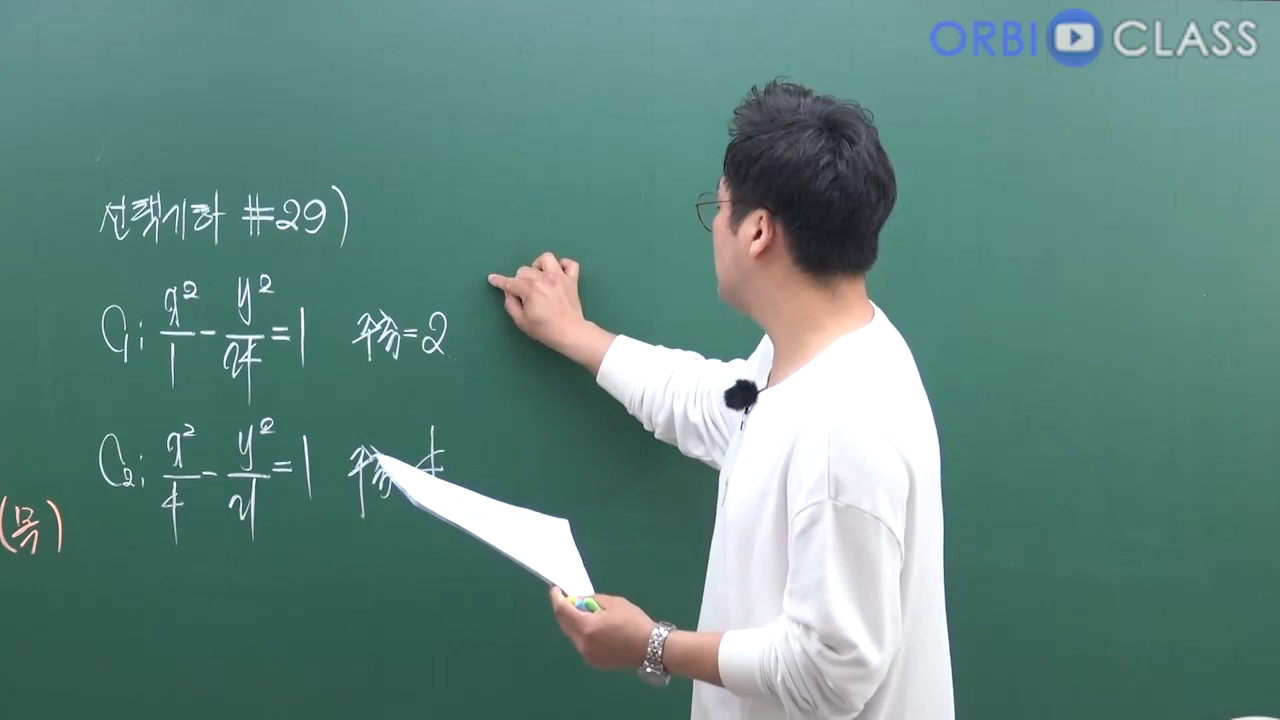 ORBI CLASS
선택기하 #29)
C₁: x²/1 - y²/24 = 1 주축 = 2
C₂: x²/4 - y²/21 = 1 주축 4
(목)